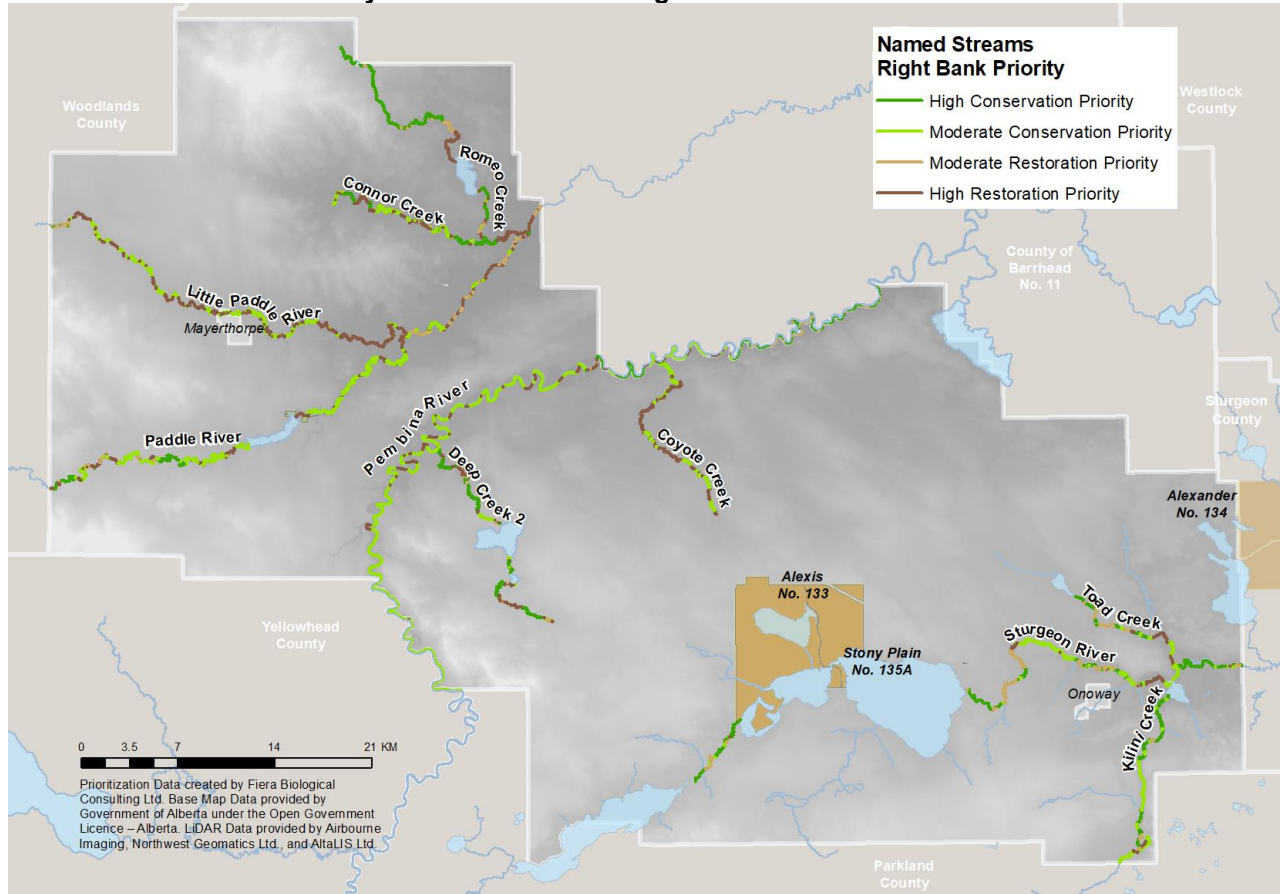 Named Streams
Right Bank Priority
High Conservation Priority
Moderate Conservation Priority
Moderate Restoration Priority
High Restoration Priority
Woodlands
County
Westlock
County
Romeo Creek
Connor Creek
County of
Barrhead
No. 11
Little Paddle River
Mayerthorpe
Sturgeon
County
Pembina River
Paddle River
Coyote Creek
Deep Creek 2
Alexander
No. 134
Alexis
No. 133
Toad Creek
Yellowhead
County
Sturgeon River
Stony Plain
No. 135A
Onoway
Kilini Creek
0 3.5 7 14 21 KM
Prioritization Data created by Fiera Biological
Consulting Ltd. Base Map Data provided by
Government of Alberta under the Open Government
Licence – Alberta. LiDAR Data provided by Airbourne
Imaging, Northwest Geomatics Ltd., and AltaLIS Ltd.
Parkland
County